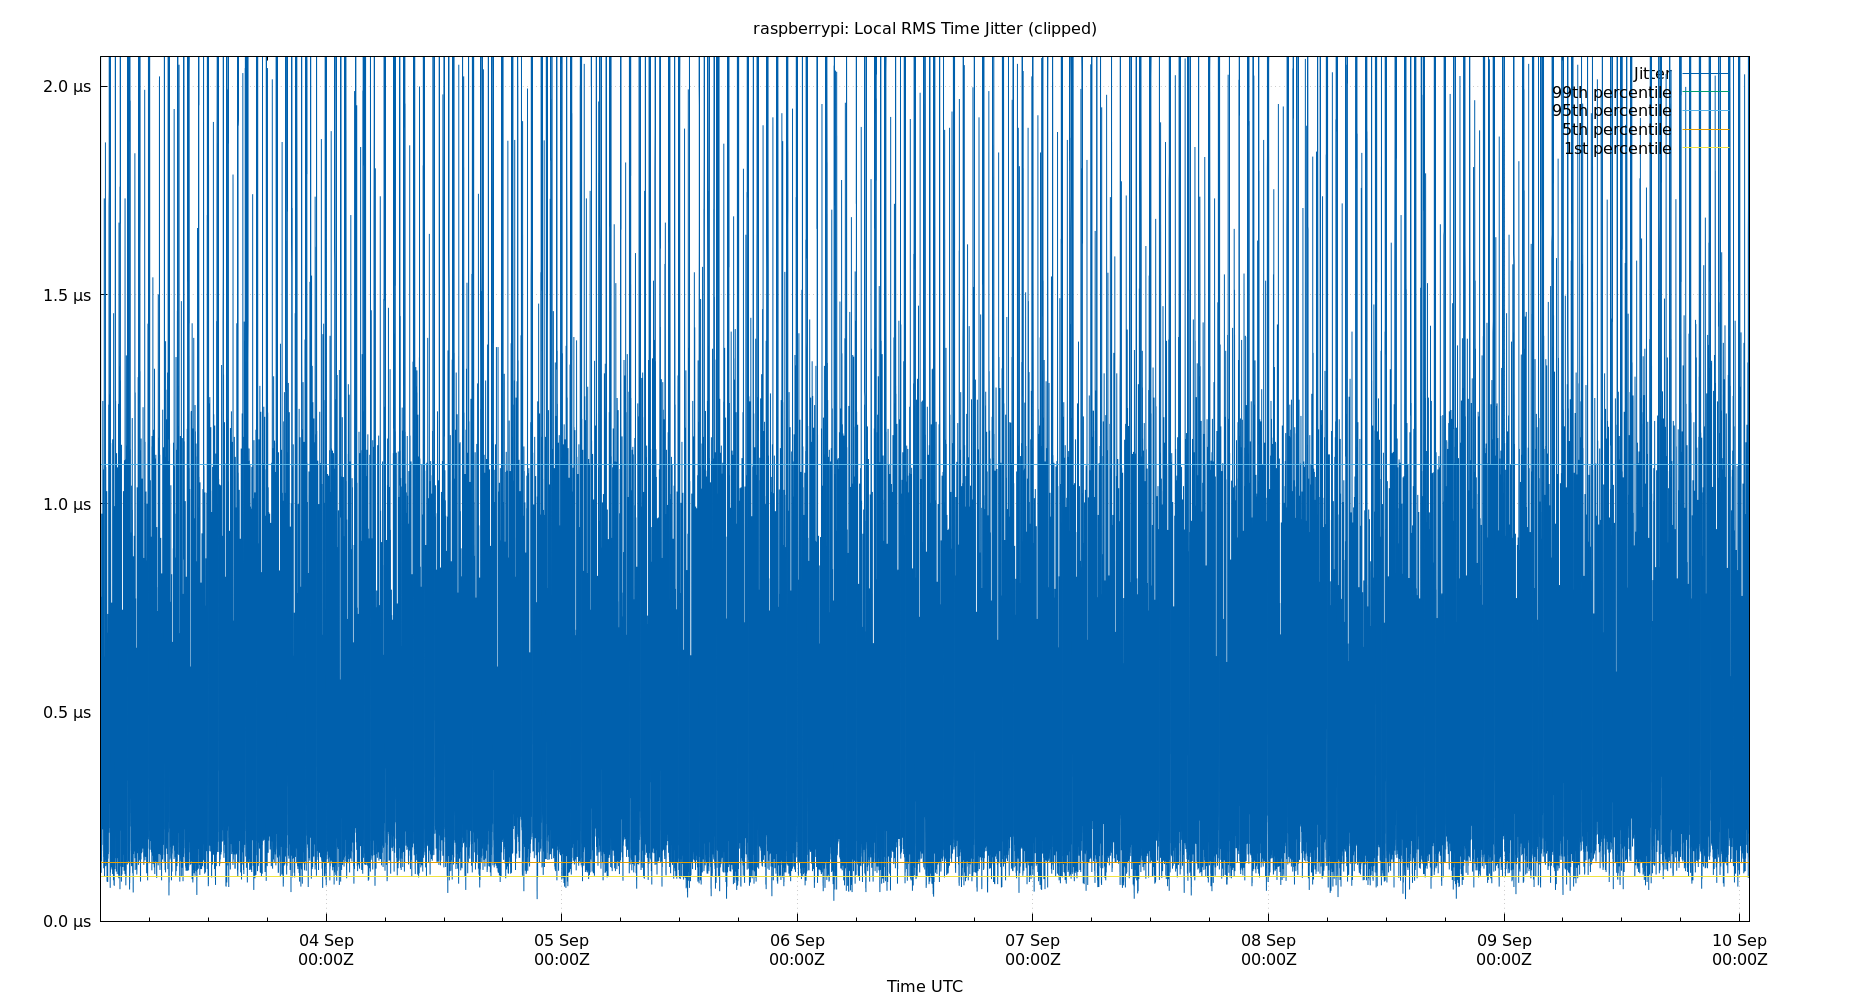 raspberrypi: Local RMS Time Jitter (clipped)
2.0 µs
1.5 µs
1.0 µs
0.5 µs
0.0 µs
Jitter
99th percentile
95th percentile
5th percentile
1st percentile
04 Sep
00:00Z
05 Sep
00:00Z
06 Sep
00:00Z
07 Sep
00:00Z
08 Sep
00:00Z
09 Sep
00:00Z
10 Sep
00:00Z
Time UTC